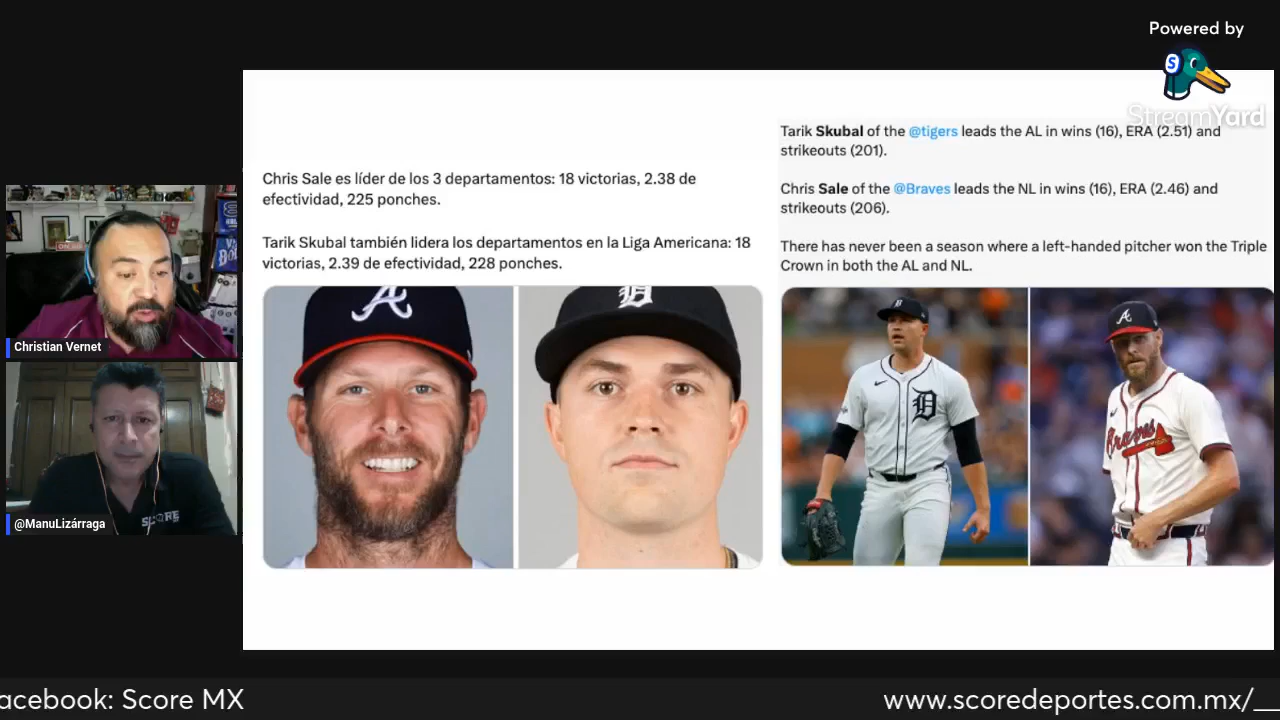 Powered by
S
StreamYard
Chris Sale es líder de los 3 departamentos: 18 victorias, 2.38 de
efectividad, 225 ponches.
Tarik Skubal también lidera los departamentos en la Liga Americana: 18
victorias, 2.39 de efectividad, 228 ponches.
Tarik Skubal of the @tigers leads the AL in wins (16), ERA (2.51) and
strikeouts (201).
Chris Sale of the @Braves leads the NL in wins (16), ERA (2.46) and
strikeouts (206).
There has never been a season where a left-handed pitcher won the Triple
Crown in both the AL and NL.
A
D
D
A
Braves
ON AIR
Christian Vernet
SCORE
@ManuLizárraga
acebook: Score MX
www.scoredeportes.com.mx/__